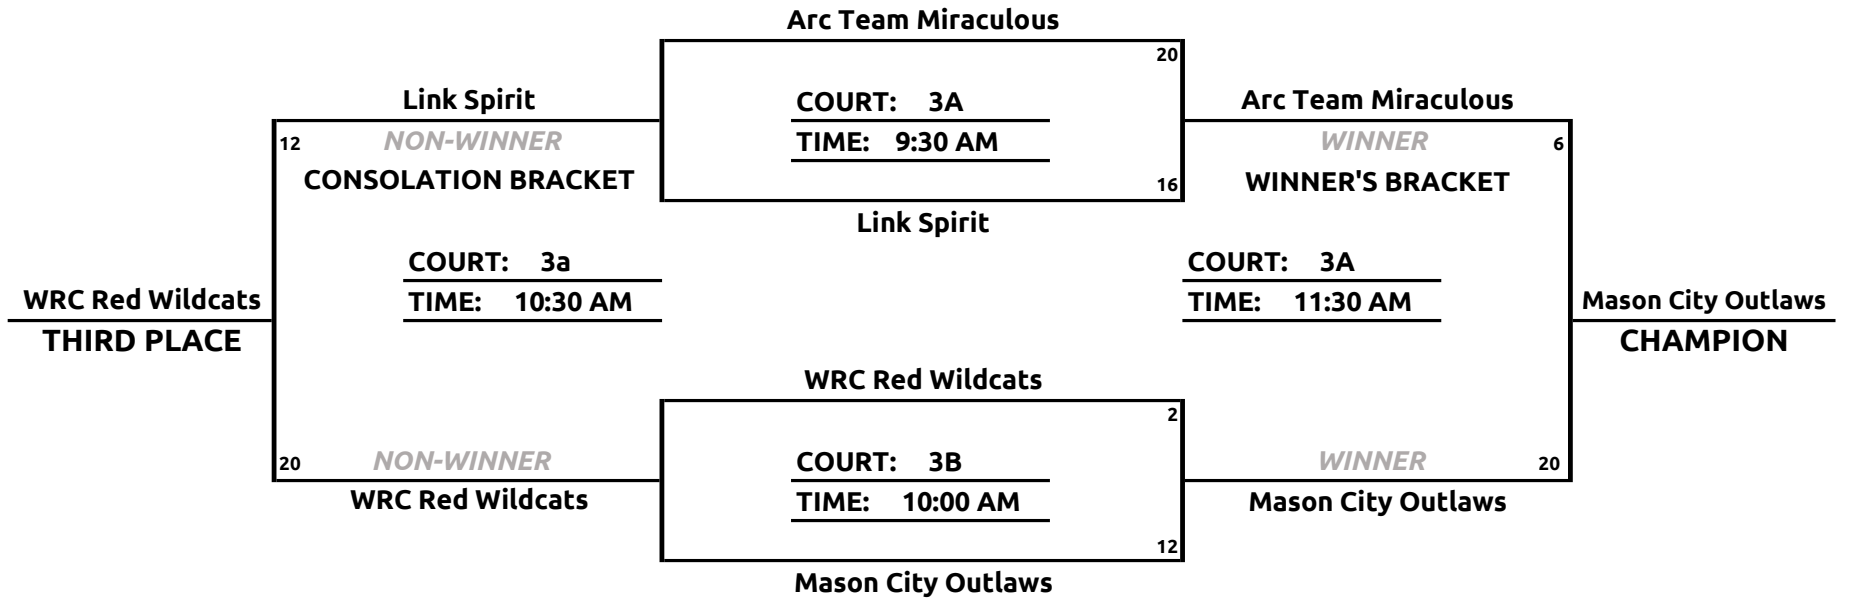 Arc Team Miraculous
20
Link Spirit
COURT: 3A
Arc Team Miraculous
12
NON-WINNER
TIME: 9:30 AM
WINNER
6
CONSOLATION BRACKET
16
WINNER'S BRACKET
Link Spirit
COURT: 3a
COURT: 3A
WRC Red Wildcats
TIME: 10:30 AM
TIME: 11:30 AM
Mason City Outlaws
THIRD PLACE
CHAMPION
WRC Red Wildcats
2
20
NON-WINNER
COURT: 3B
WINNER
20
WRC Red Wildcats
TIME: 10:00 AM
Mason City Outlaws
12
Mason City Outlaws